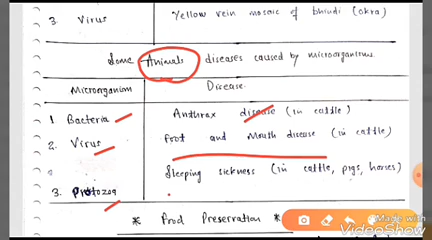 3. Virus Yellow vein mosaic of bhindi (okra)
Some Animals diseases caused by microorganisms.
Microorganism Disease.
1. Bacteria Anthrax disease (in cattle)
2. Virus Foot and Mouth disease (in cattle)
3. Protozoa Sleeping sickness (in cattle, pigs, horses)
* Food Preservation *
Made with
VideoShow